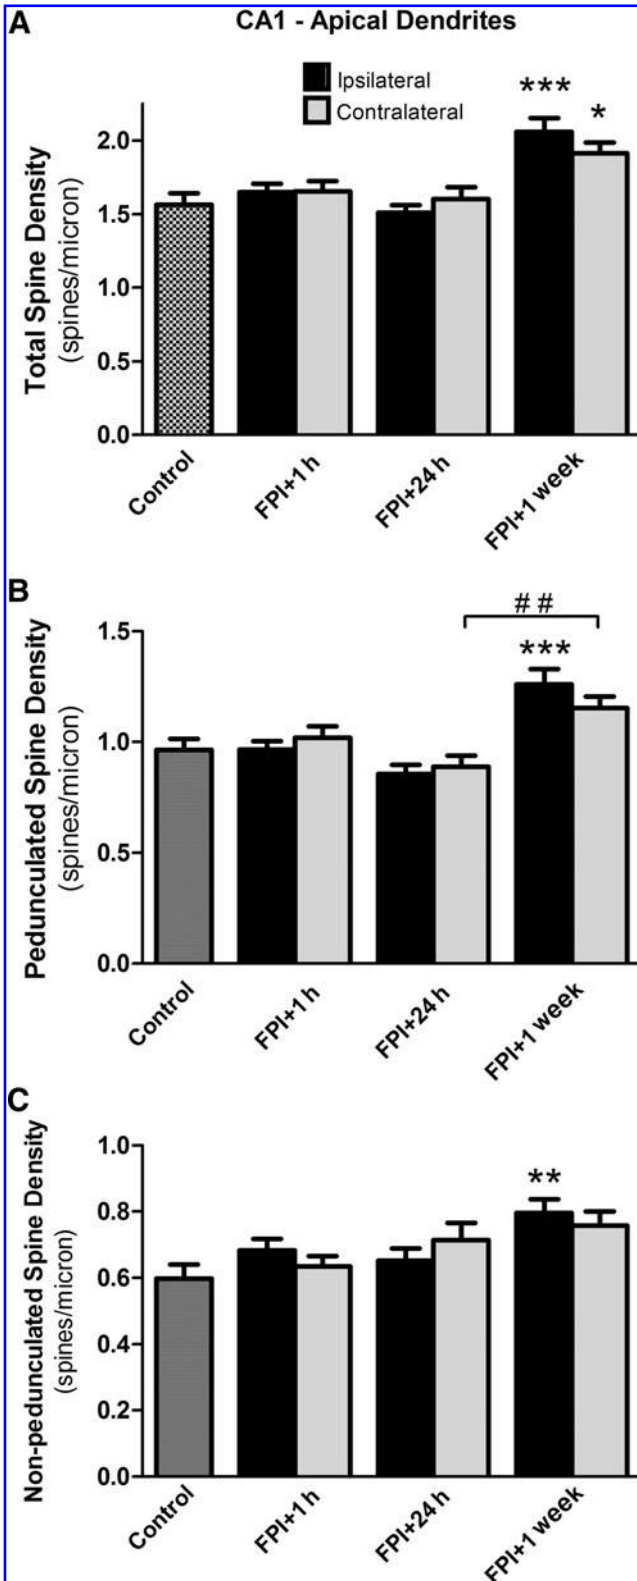 A
CA1 - Apical Dendrites
Ipsilateral
Contralateral
***
*
Total Spine Density
(spines/micron)
2.0
1.5
1.0
0.5
0.0
Control
FPI+1 h
FPI+24 h
FPI+1 week
B
##
***
Pedunculated Spine Density
(spines/micron)
1.5
1.0
0.5
0.0
Control
FPI+1 h
FPI+24 h
FPI+1 week
C
**
Non-pedunculated Spine Density
(spines/micron)
1.0
0.8
0.6
0.4
0.2
0.0
Control
FPI+1 h
FPI+24 h
FPI+1 week